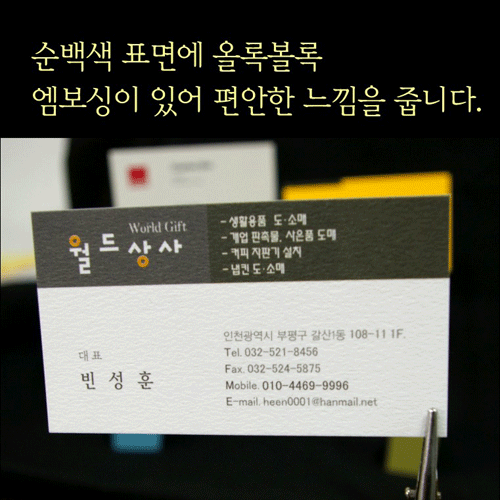 순백색 표면에 올록볼록
엠보싱이 있어 편안한 느낌을 줍니다.
World Gift
월드상사
- 생활용품 도·소매
- 개업 판촉물, 사은품 도매
- 커피 자판기 설치
- 냅킨 도·소매
인천광역시 부평구 갈산1동 108-11 1F.
Tel. 032-521-8456
Fax. 032-524-5875
Mobile. 010-4469-9996
E-mail. heen0001@hanmail.net
대표
빈 성 훈